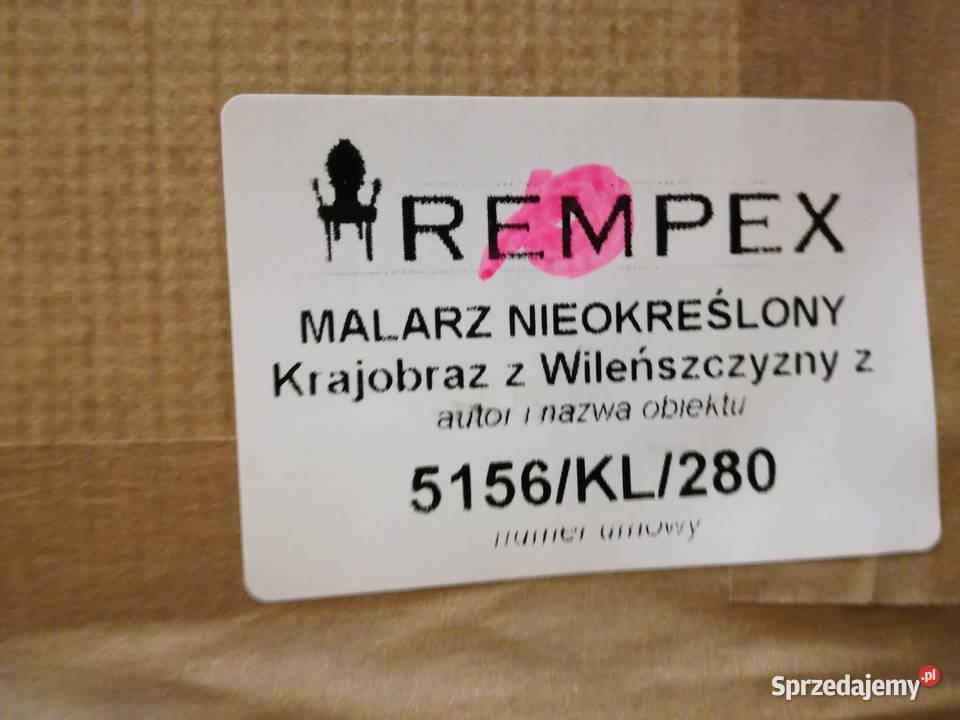 REMPEX
MALARZ NIEOKREŚLONY
Krajobraz z Wileńszczyzny z
autor i nazwa obiektu
5156/KL/280
numer umowy
Sprzedajemy.pl